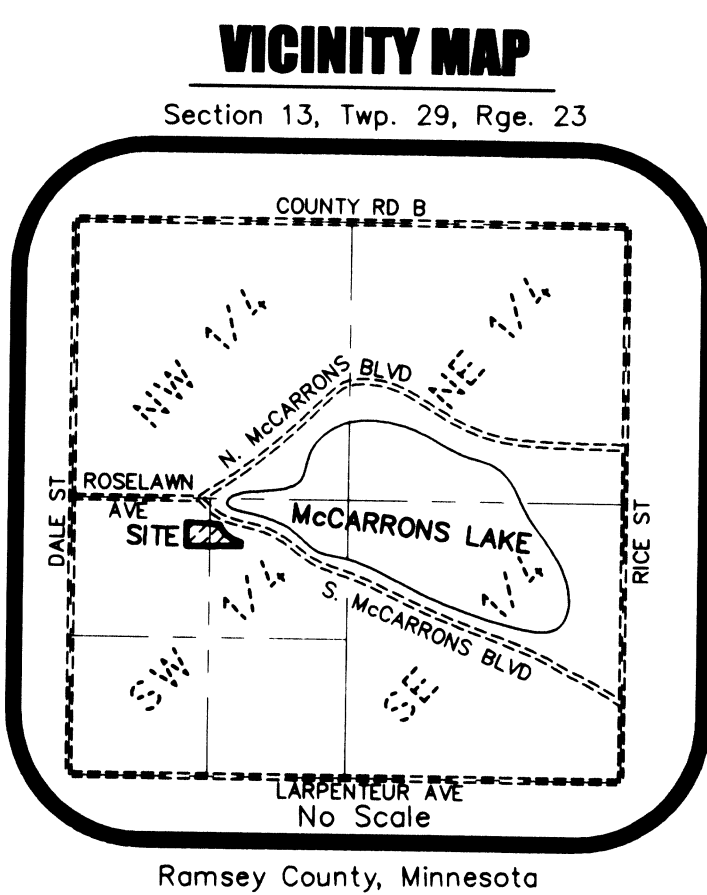 VICINITY MAP
Section 13, Twp. 29, Rge. 23
COUNTY RD B
NW 1/4
NE 1/4
N. McCARRONS BLVD
ROSELAWN
AVE
DALE ST
SITE
McCARRONS LAKE
RICE ST
S. McCARRONS BLVD
SW 1/4
SE 1/4
LARPENTEUR AVE
No Scale
Ramsey County, Minnesota